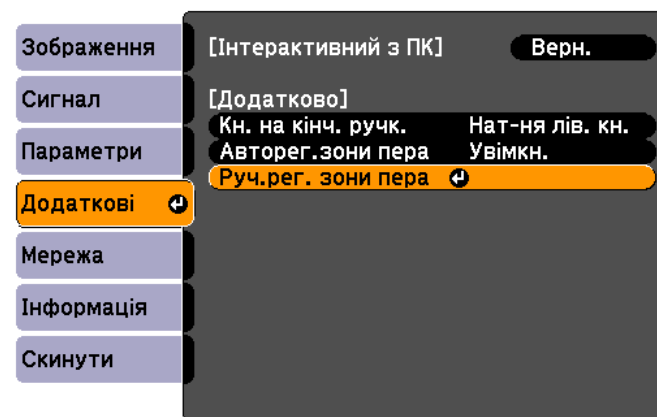 Зображення
Сигнал
Параметри
Додаткові
Мережа
Інформація
Скинути
[Інтерактивний з ПК] Верн.
[Додатково]
Кн. на кінч. ручк. Нат-ня лів. кн.
Авторег.зони пера Увімкн.
Руч.рег. зони пера